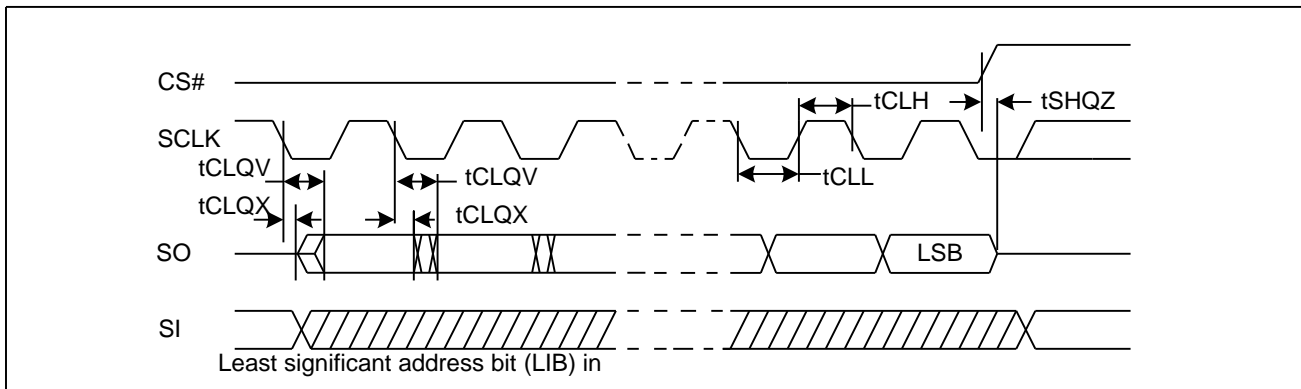 CS#
tCLH
tSHQZ
SCLK
tCLQV
tCLQV
tCLL
tCLQX
tCLQX
SO
LSB
SI
Least significant address bit (LIB) in